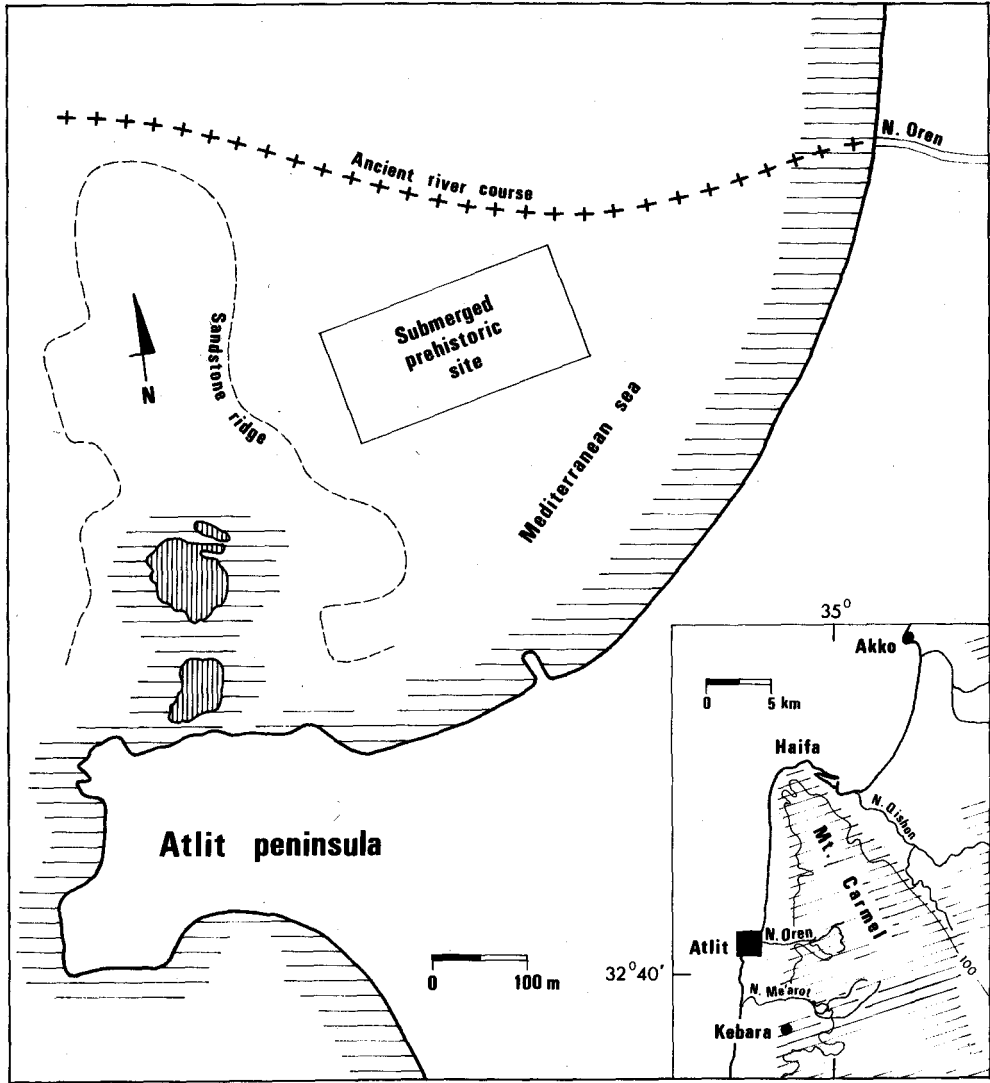 N. Oren
Ancient river course
Sandstone ridge
Submerged
prehistoric
site
N
Mediterranean sea
Atlit peninsula
0 100 m
35°
Akko
0 5 km
Haifa
N. Qishon
Mt. Carmel
Atlit
N. Oren
32°40'
100
N. Me'arot
Kebara